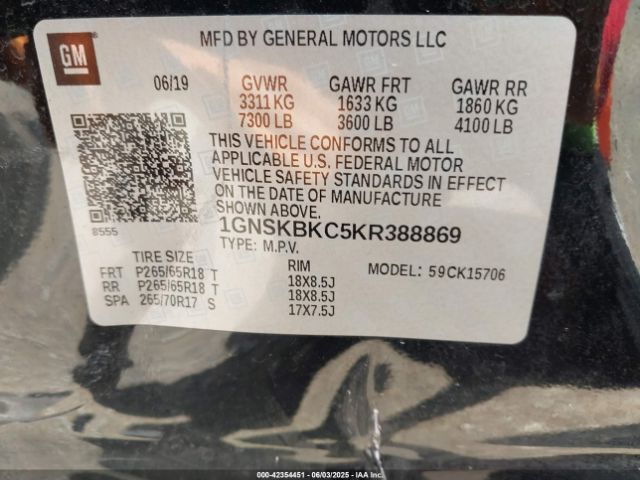 GM
MFD BY GENERAL MOTORS LLC
06/19 GVWR GAWR FRT GAWR RR
3311 KG 1633 KG 1860 KG
7300 LB 3600 LB 4100 LB
THIS VEHICLE CONFORMS TO ALL
APPLICABLE U.S. FEDERAL MOTOR
VEHICLE SAFETY STANDARDS IN EFFECT
ON THE DATE OF MANUFACTURE
SHOWN ABOVE.
8555
1GNSKBKC5KR388869
TYPE: M.P.V.
TIRE SIZE RIM MODEL: 59CK15706
FRT P265/65R18 T 18X8.5J
RR P265/65R18 T 18X8.5J
SPA 265/70R17 S 17X7.5J
000-42354451 - 06/03/2025 - IAAI.COM